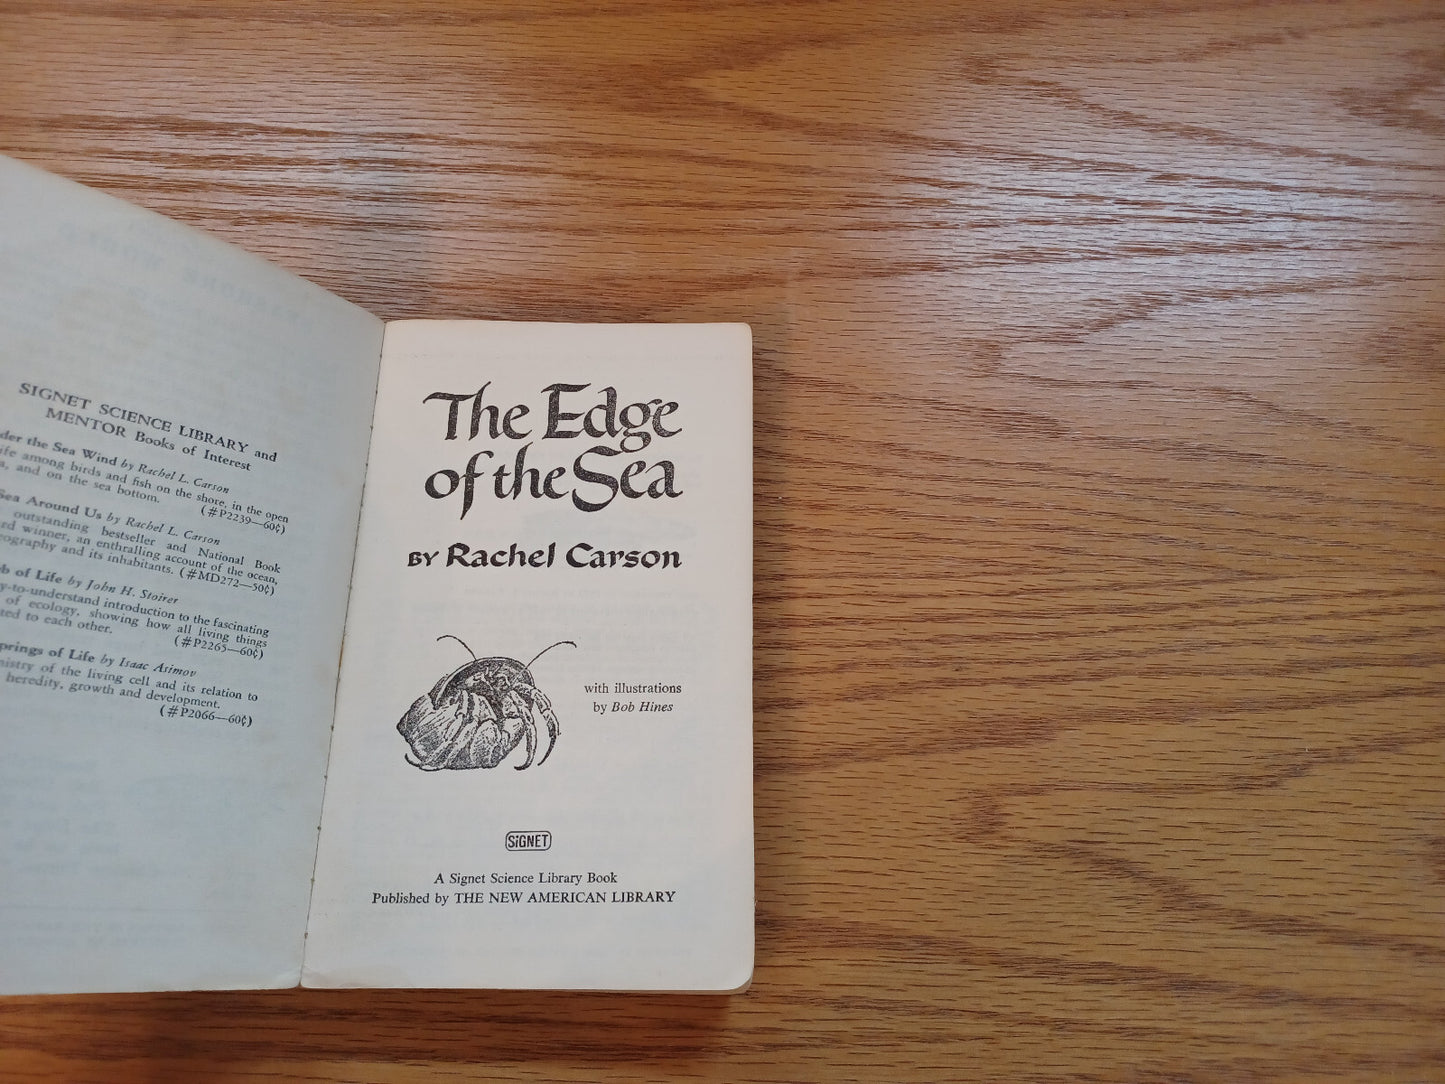 SIGNET SCIENCE LIBRARY and
MENTOR Books of Interest
der the Sea Wind by Rachel L. Carson
ife among birds and fish on the shore, in the open
a, and on the sea bottom. (#P2239—60¢)
Sea Around Us by Rachel L. Carson
outstanding bestseller and National Book
ard winner, an enthralling account of the ocean,
eography and its inhabitants. (#MD272—50¢)
b of Life by John H. Stoirer
y-to-understand introduction to the fascinating
of ecology, showing how all living things
ted to each other. (#P2265—60¢)
prings of Life by Isaac Asimov
mistry of the living cell and its relation to
heredity, growth and development.
(#P2066—60¢)
The Edge
of the Sea
BY Rachel Carson
with illustrations
by Bob Hines
SIGNET
A Signet Science Library Book
Published by THE NEW AMERICAN LIBRARY